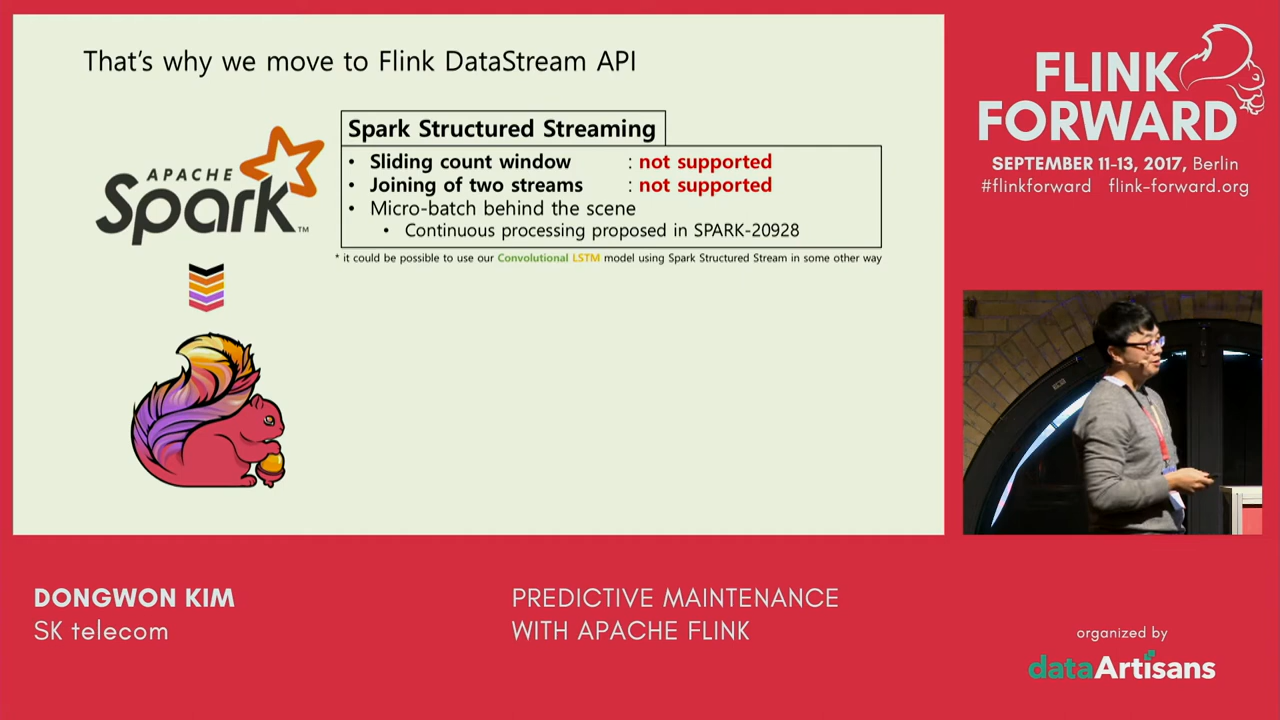 That's why we move to Flink DataStream API
APACHE
Spark™
Spark Structured Streaming
• Sliding count window : not supported
• Joining of two streams : not supported
• Micro-batch behind the scene
• Continuous processing proposed in SPARK-20928
* it could be possible to use our Convolutional LSTM model using Spark Structured Stream in some other way
FLINK
FORWARD
SEPTEMBER 11-13, 2017, Berlin
#flinkforward flink-forward.org
DONGWON KIM
SK telecom
PREDICTIVE MAINTENANCE
WITH APACHE FLINK
organized by
dataArtisans